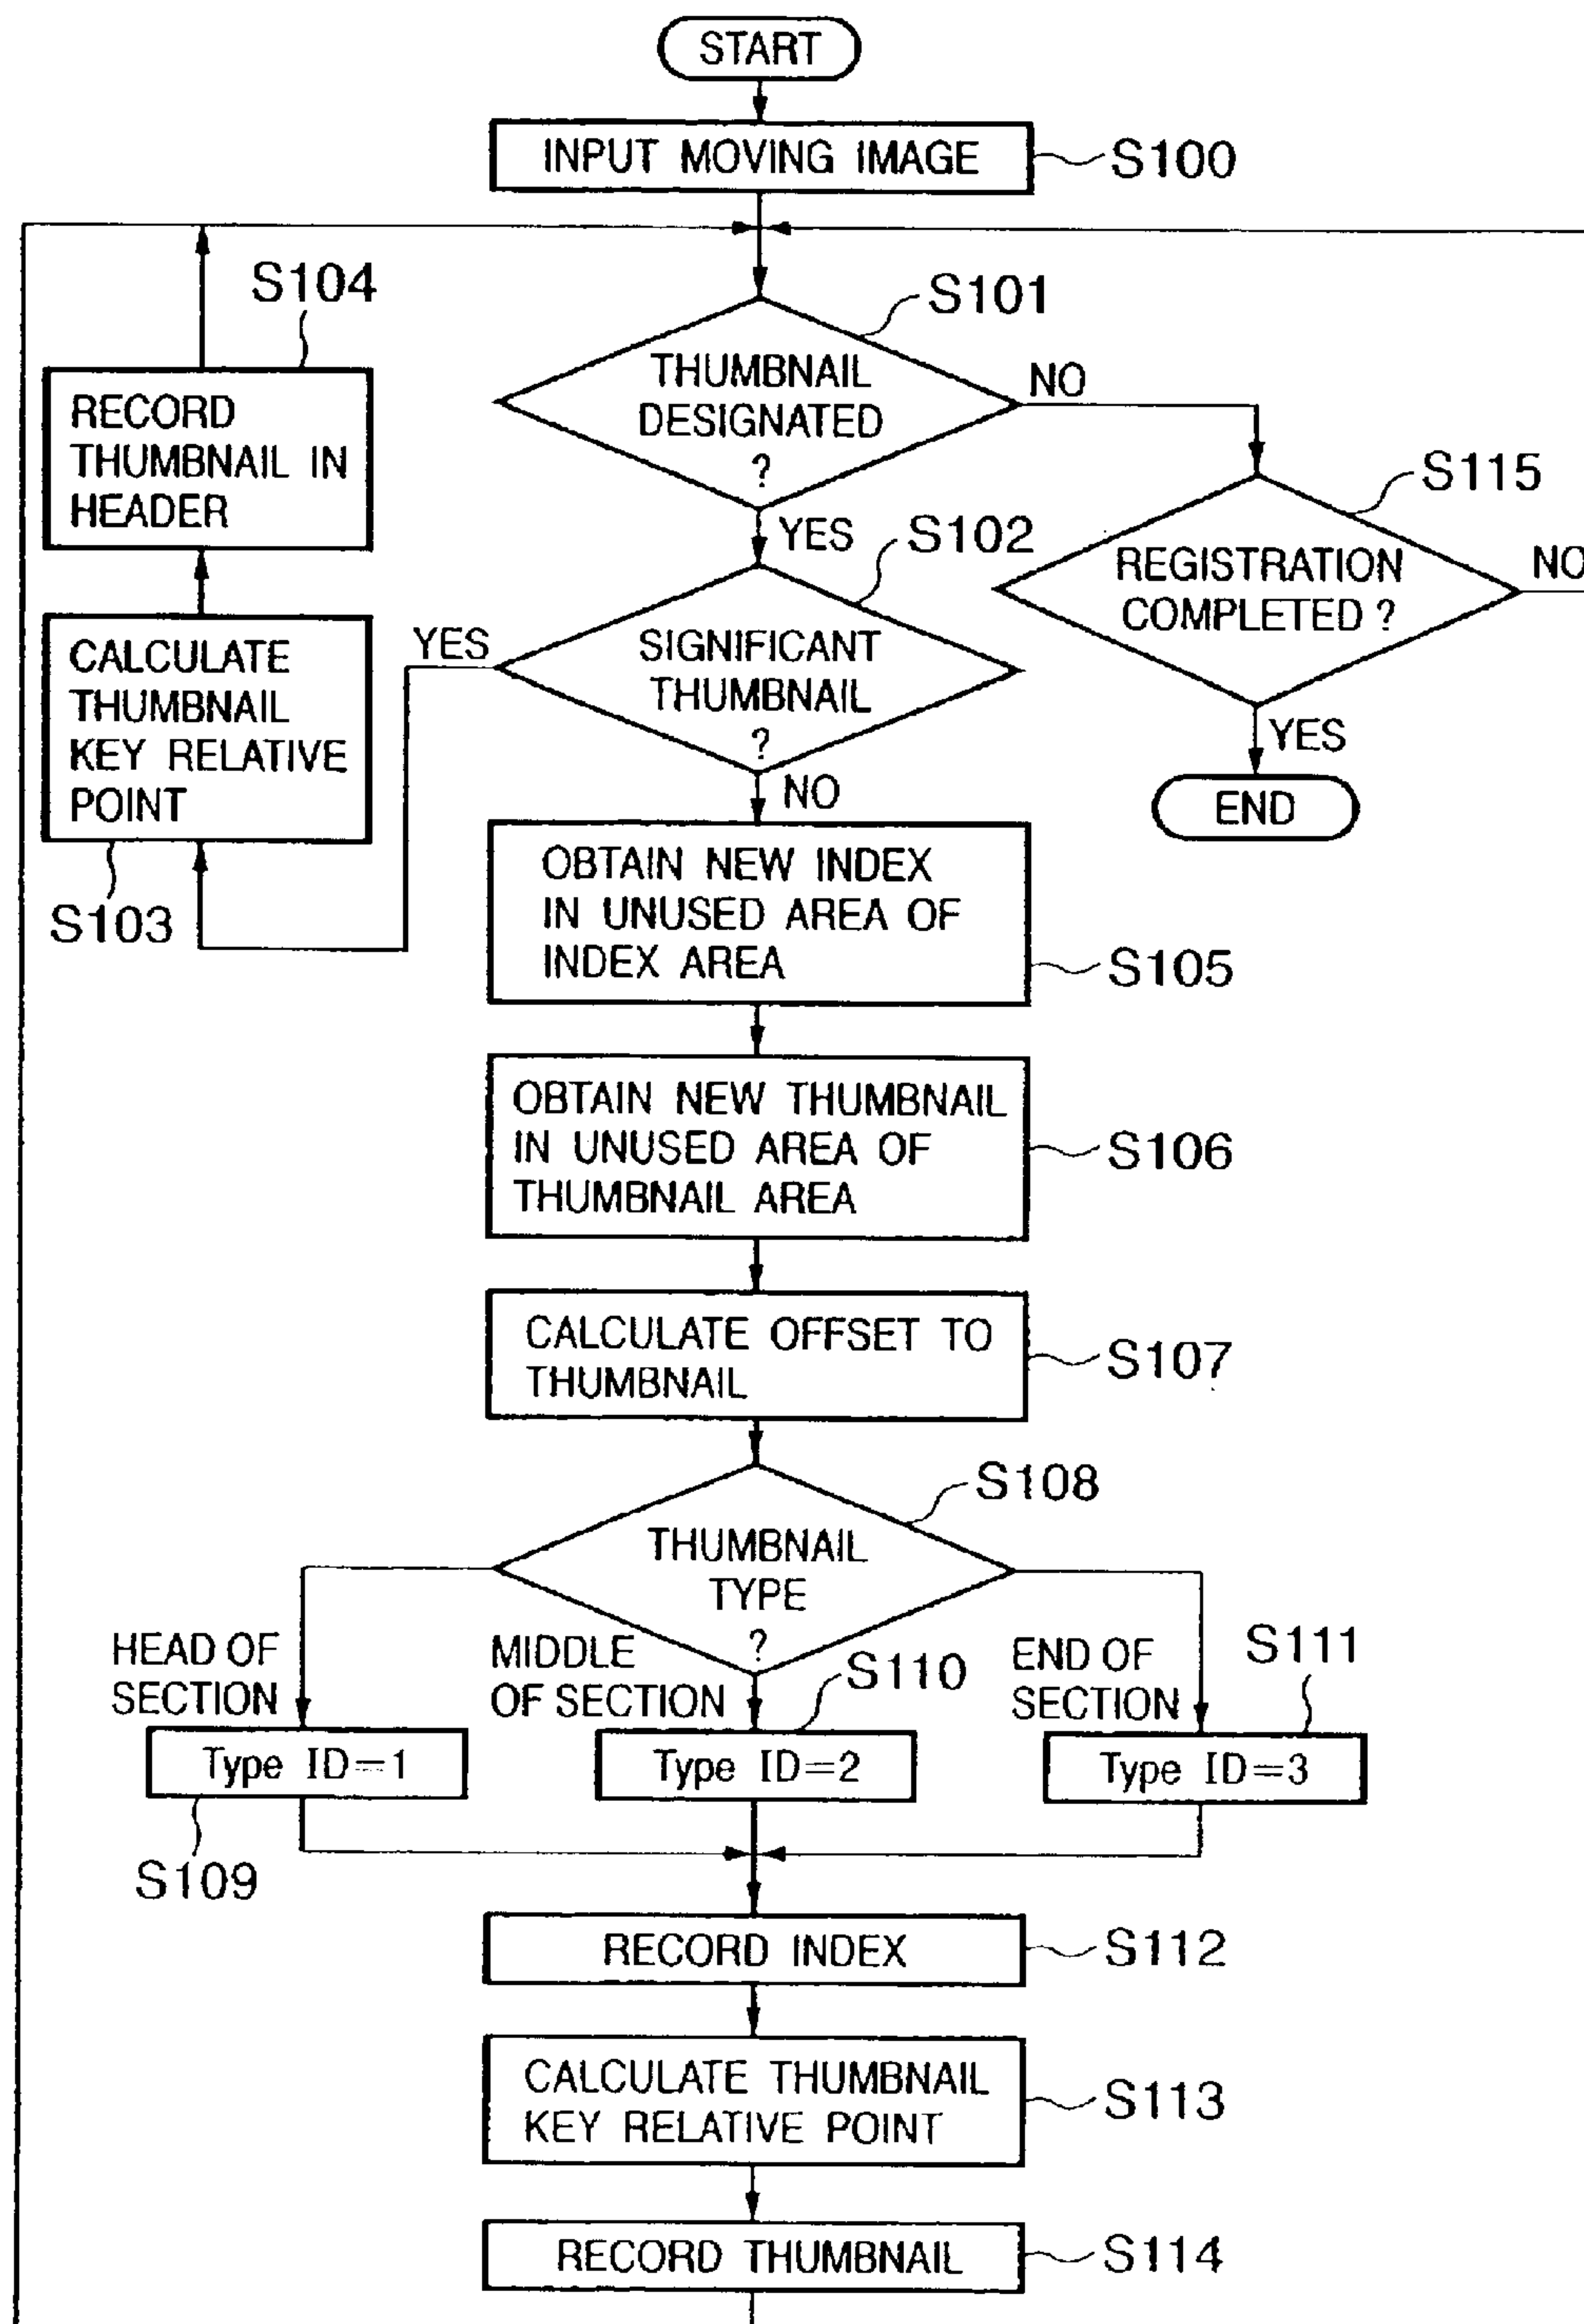 START
INPUT MOVING IMAGE
S100
S104
S101
THUMBNAIL
DESIGNATED
?
NO
RECORD
THUMBNAIL IN
HEADER
S115
YES
S102
REGISTRATION
COMPLETED ?
NO
CALCULATE
THUMBNAIL
KEY RELATIVE
POINT
YES
SIGNIFICANT
THUMBNAIL
?
YES
NO
END
S103
OBTAIN NEW INDEX
IN UNUSED AREA OF
INDEX AREA
S105
OBTAIN NEW THUMBNAIL
IN UNUSED AREA OF
THUMBNAIL AREA
S106
CALCULATE OFFSET TO
THUMBNAIL
S107
S108
THUMBNAIL
TYPE
?
HEAD OF
SECTION
MIDDLE
OF SECTION
S110
END OF
SECTION
S111
Type ID=1
Type ID=2
Type ID=3
S109
RECORD INDEX
S112
CALCULATE THUMBNAIL
KEY RELATIVE POINT
S113
RECORD THUMBNAIL
S114